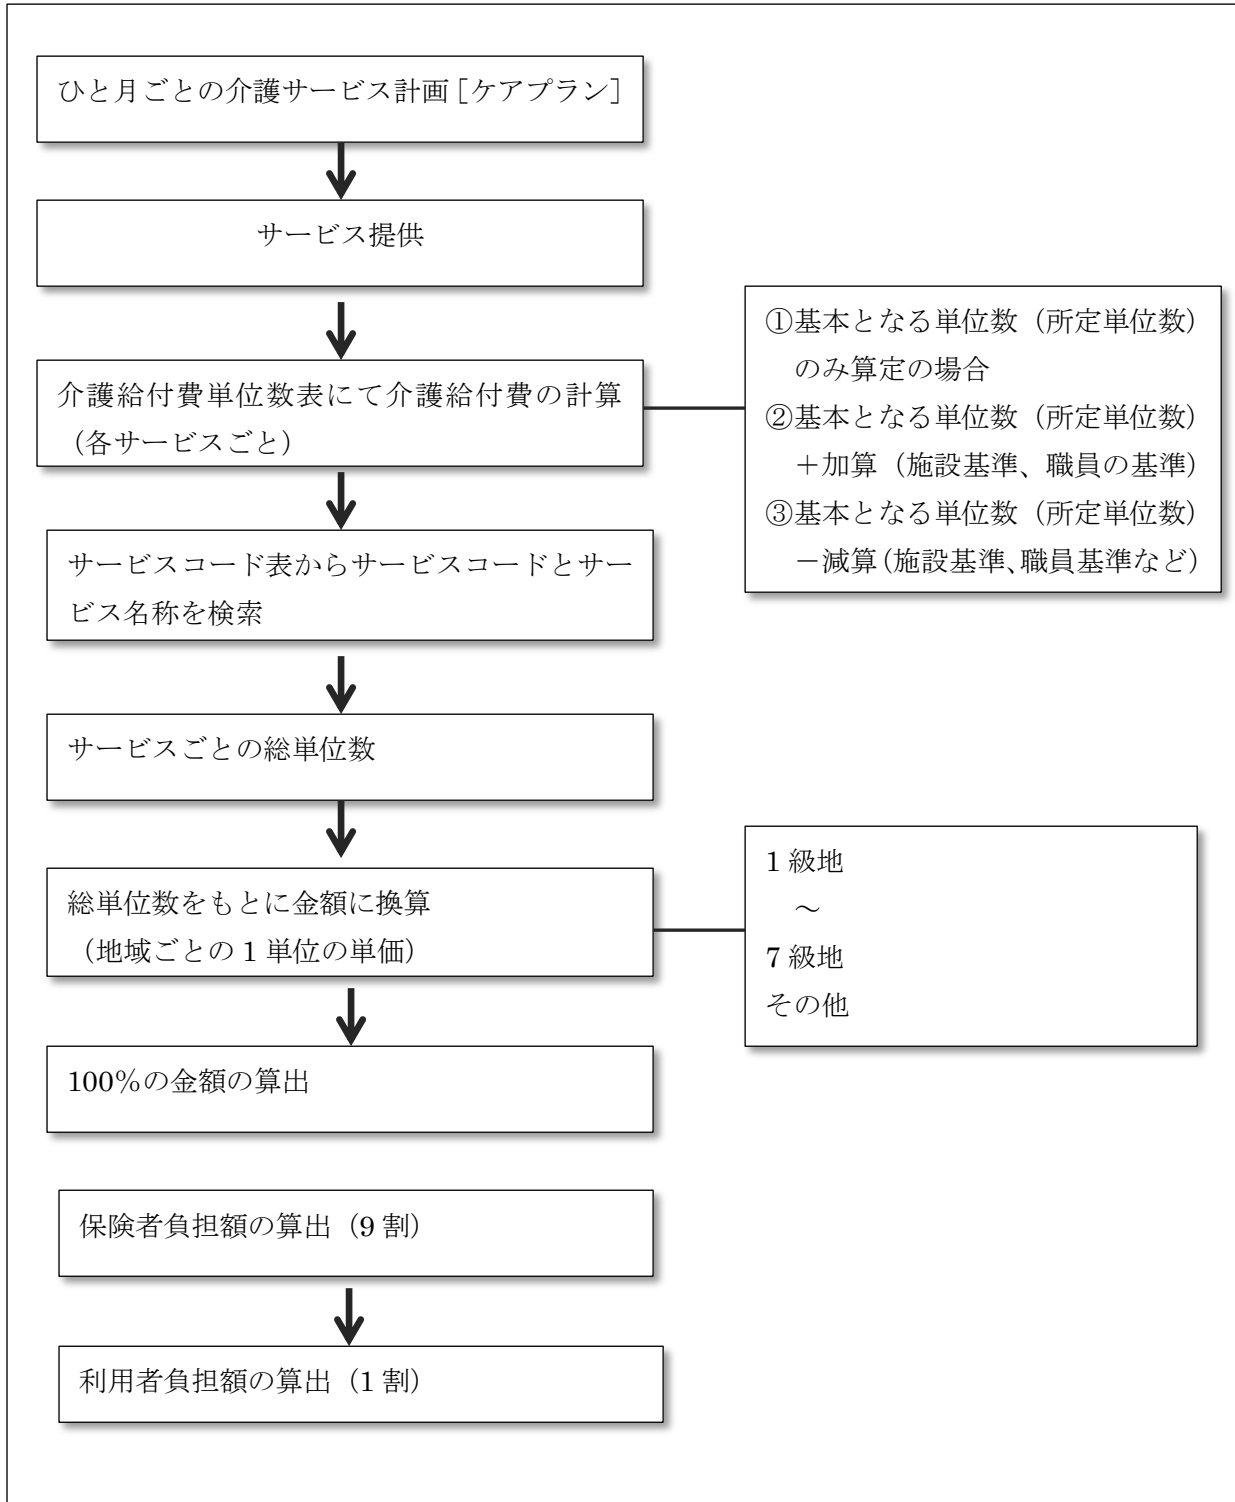 ひと月ごとの介護サービス計画［ケアプラン］
サービス提供
介護給付費単位数表にて介護給付費の計算
（各サービスごと）
①基本となる単位数（所定単位数）
のみ算定の場合
②基本となる単位数（所定単位数）
＋加算（施設基準、職員の基準）
③基本となる単位数（所定単位数）
－減算（施設基準、職員基準など）
サービスコード表からサービスコードとサー
ビス名称を検索
サービスごとの総単位数
総単位数をもとに金額に換算
（地域ごとの 1 単位の単価）
1 級地
～
7 級地
その他
100％の金額の算出
保険者負担額の算出（9 割）
利用者負担額の算出（1 割）